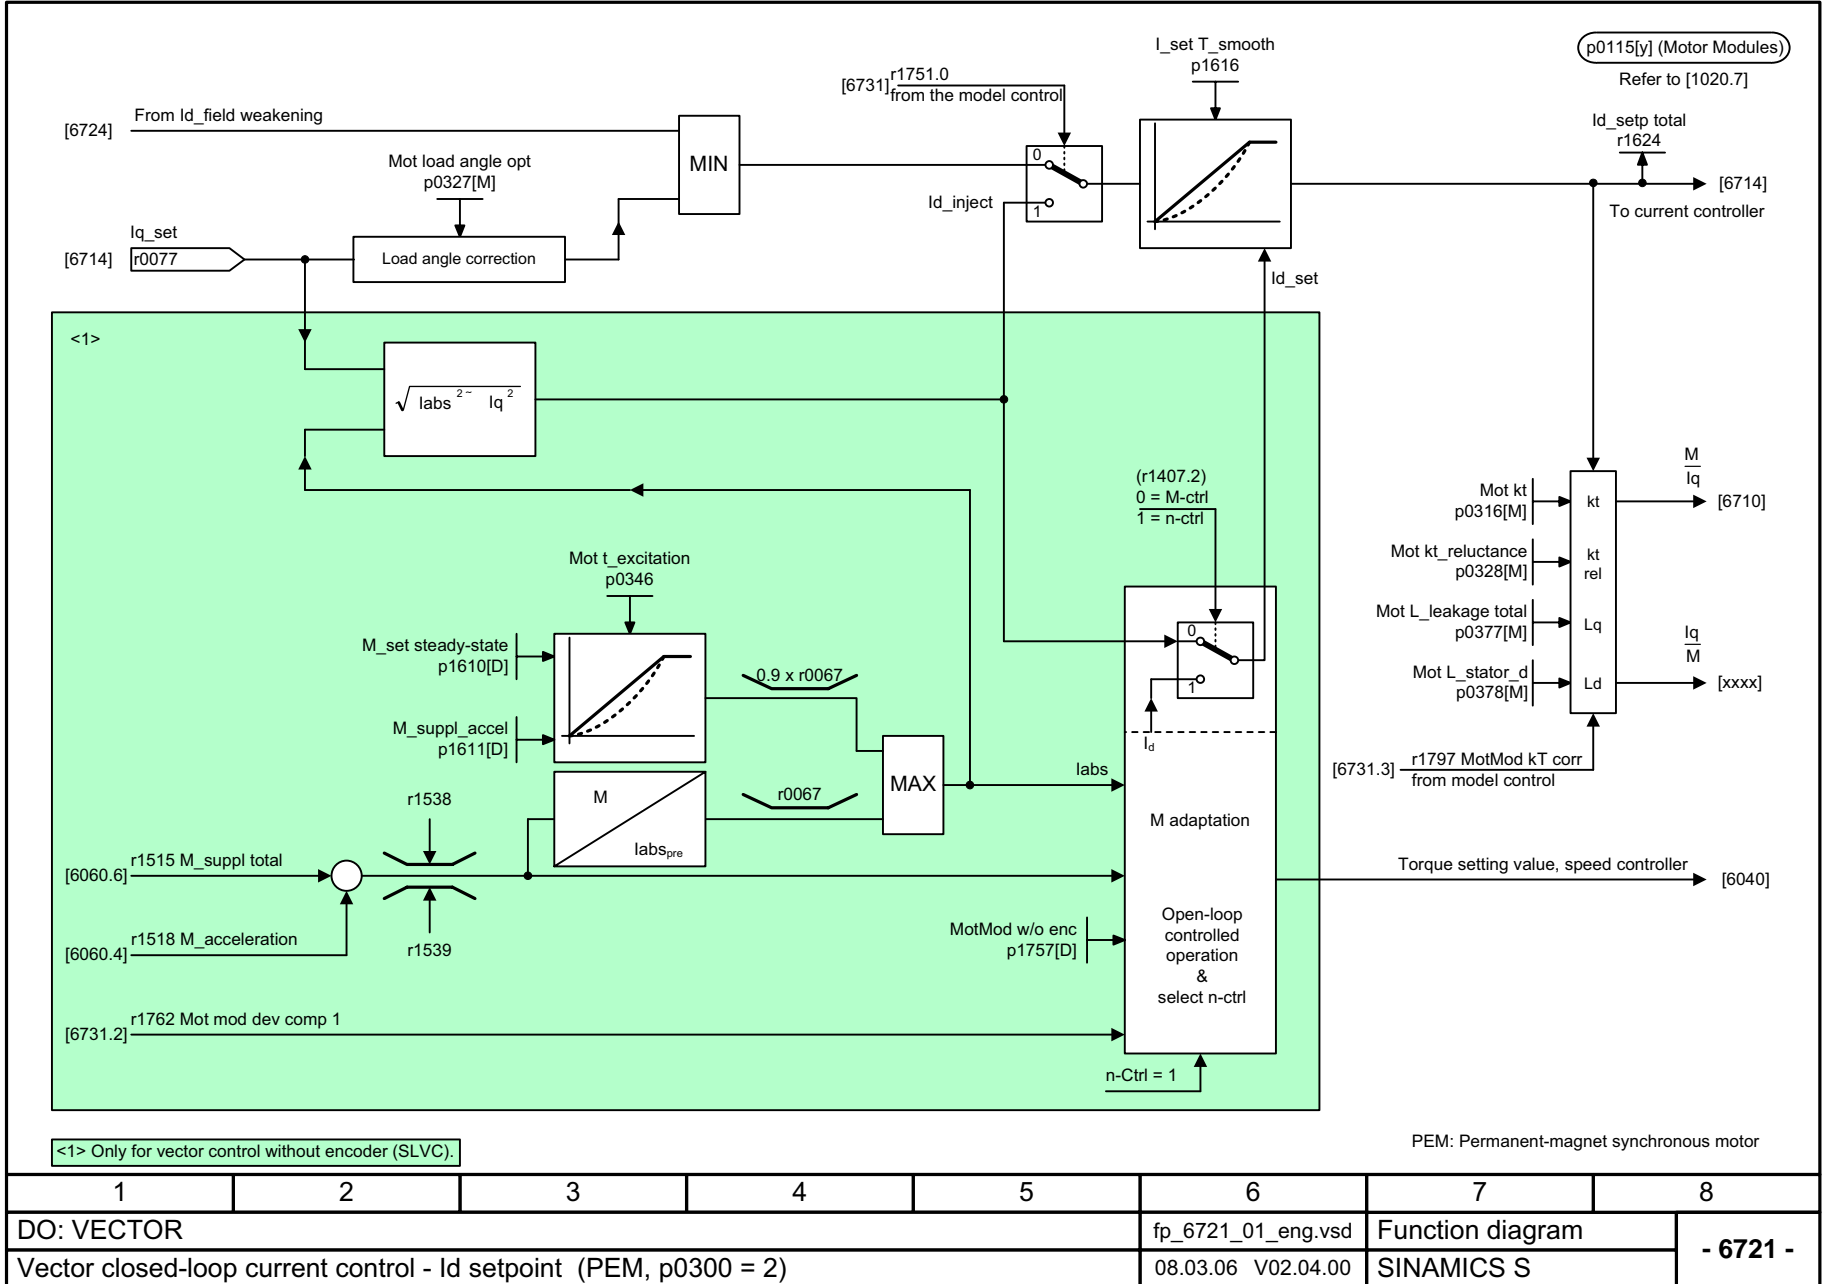 I_set T_smooth
p1616
p0115[y] (Motor Modules)
Refer to [1020.7]
[6731]
r1751.0
from the model control
Id_setp total
r1624
[6724]
From Id_field weakening
Mot load angle opt
p0327[M]
MIN
0
1
Id_inject
[6714]
To current controller
Iq_set
[6714]
r0077
Load angle correction
Id_set
<1>
√ Iabs 2~ Iq 2
(r1407.2)
0 = M-ctrl
1 = n-ctrl
M
Iq
Mot kt
p0316[M]
kt
[6710]
Mot kt_reluctance
p0328[M]
kt
rel
Mot L_leakage total
p0377[M]
Lq
Iq
M
Mot L_stator_d
p0378[M]
Ld
[xxxx]
Mot t_excitation
p0346
M_set steady-state
p1610[D]
M_suppl_accel
p1611[D]
0.9 x r0067
0
1
Id
[6731.3]
r1797 MotMod kT corr
from model control
MAX
Iabs
r0067
M
Iabspre
M adaptation
r1538
[6060.6]
r1515 M_suppl total
Torque setting value, speed controller
[6040]
[6060.4]
r1518 M_acceleration
r1539
MotMod w/o enc
p1757[D]
Open-loop
controlled
operation
&
select n-ctrl
[6731.2]
r1762 Mot mod dev comp 1
n-Ctrl = 1
<1> Only for vector control without encoder (SLVC).
PEM: Permanent-magnet synchronous motor
1 2 3 4 5 6 7 8
DO: VECTOR
fp_6721_01_eng.vsd
Function diagram
- 6721 -
Vector closed-loop current control - Id setpoint (PEM, p0300 = 2)
08.03.06 V02.04.00
SINAMICS S